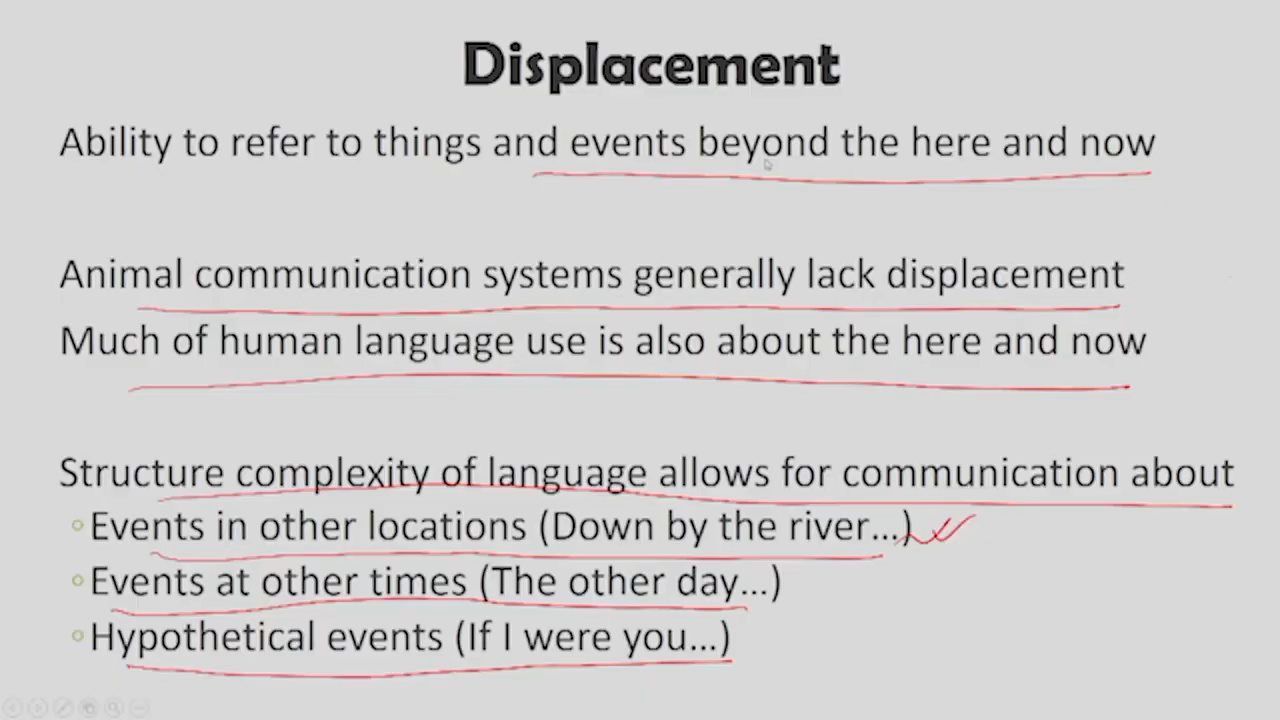 Displacement
Ability to refer to things and events beyond the here and now
Animal communication systems generally lack displacement
Much of human language use is also about the here and now
Structure complexity of language allows for communication about
◦Events in other locations (Down by the river...)
◦Events at other times (The other day...)
◦Hypothetical events (If I were you...)